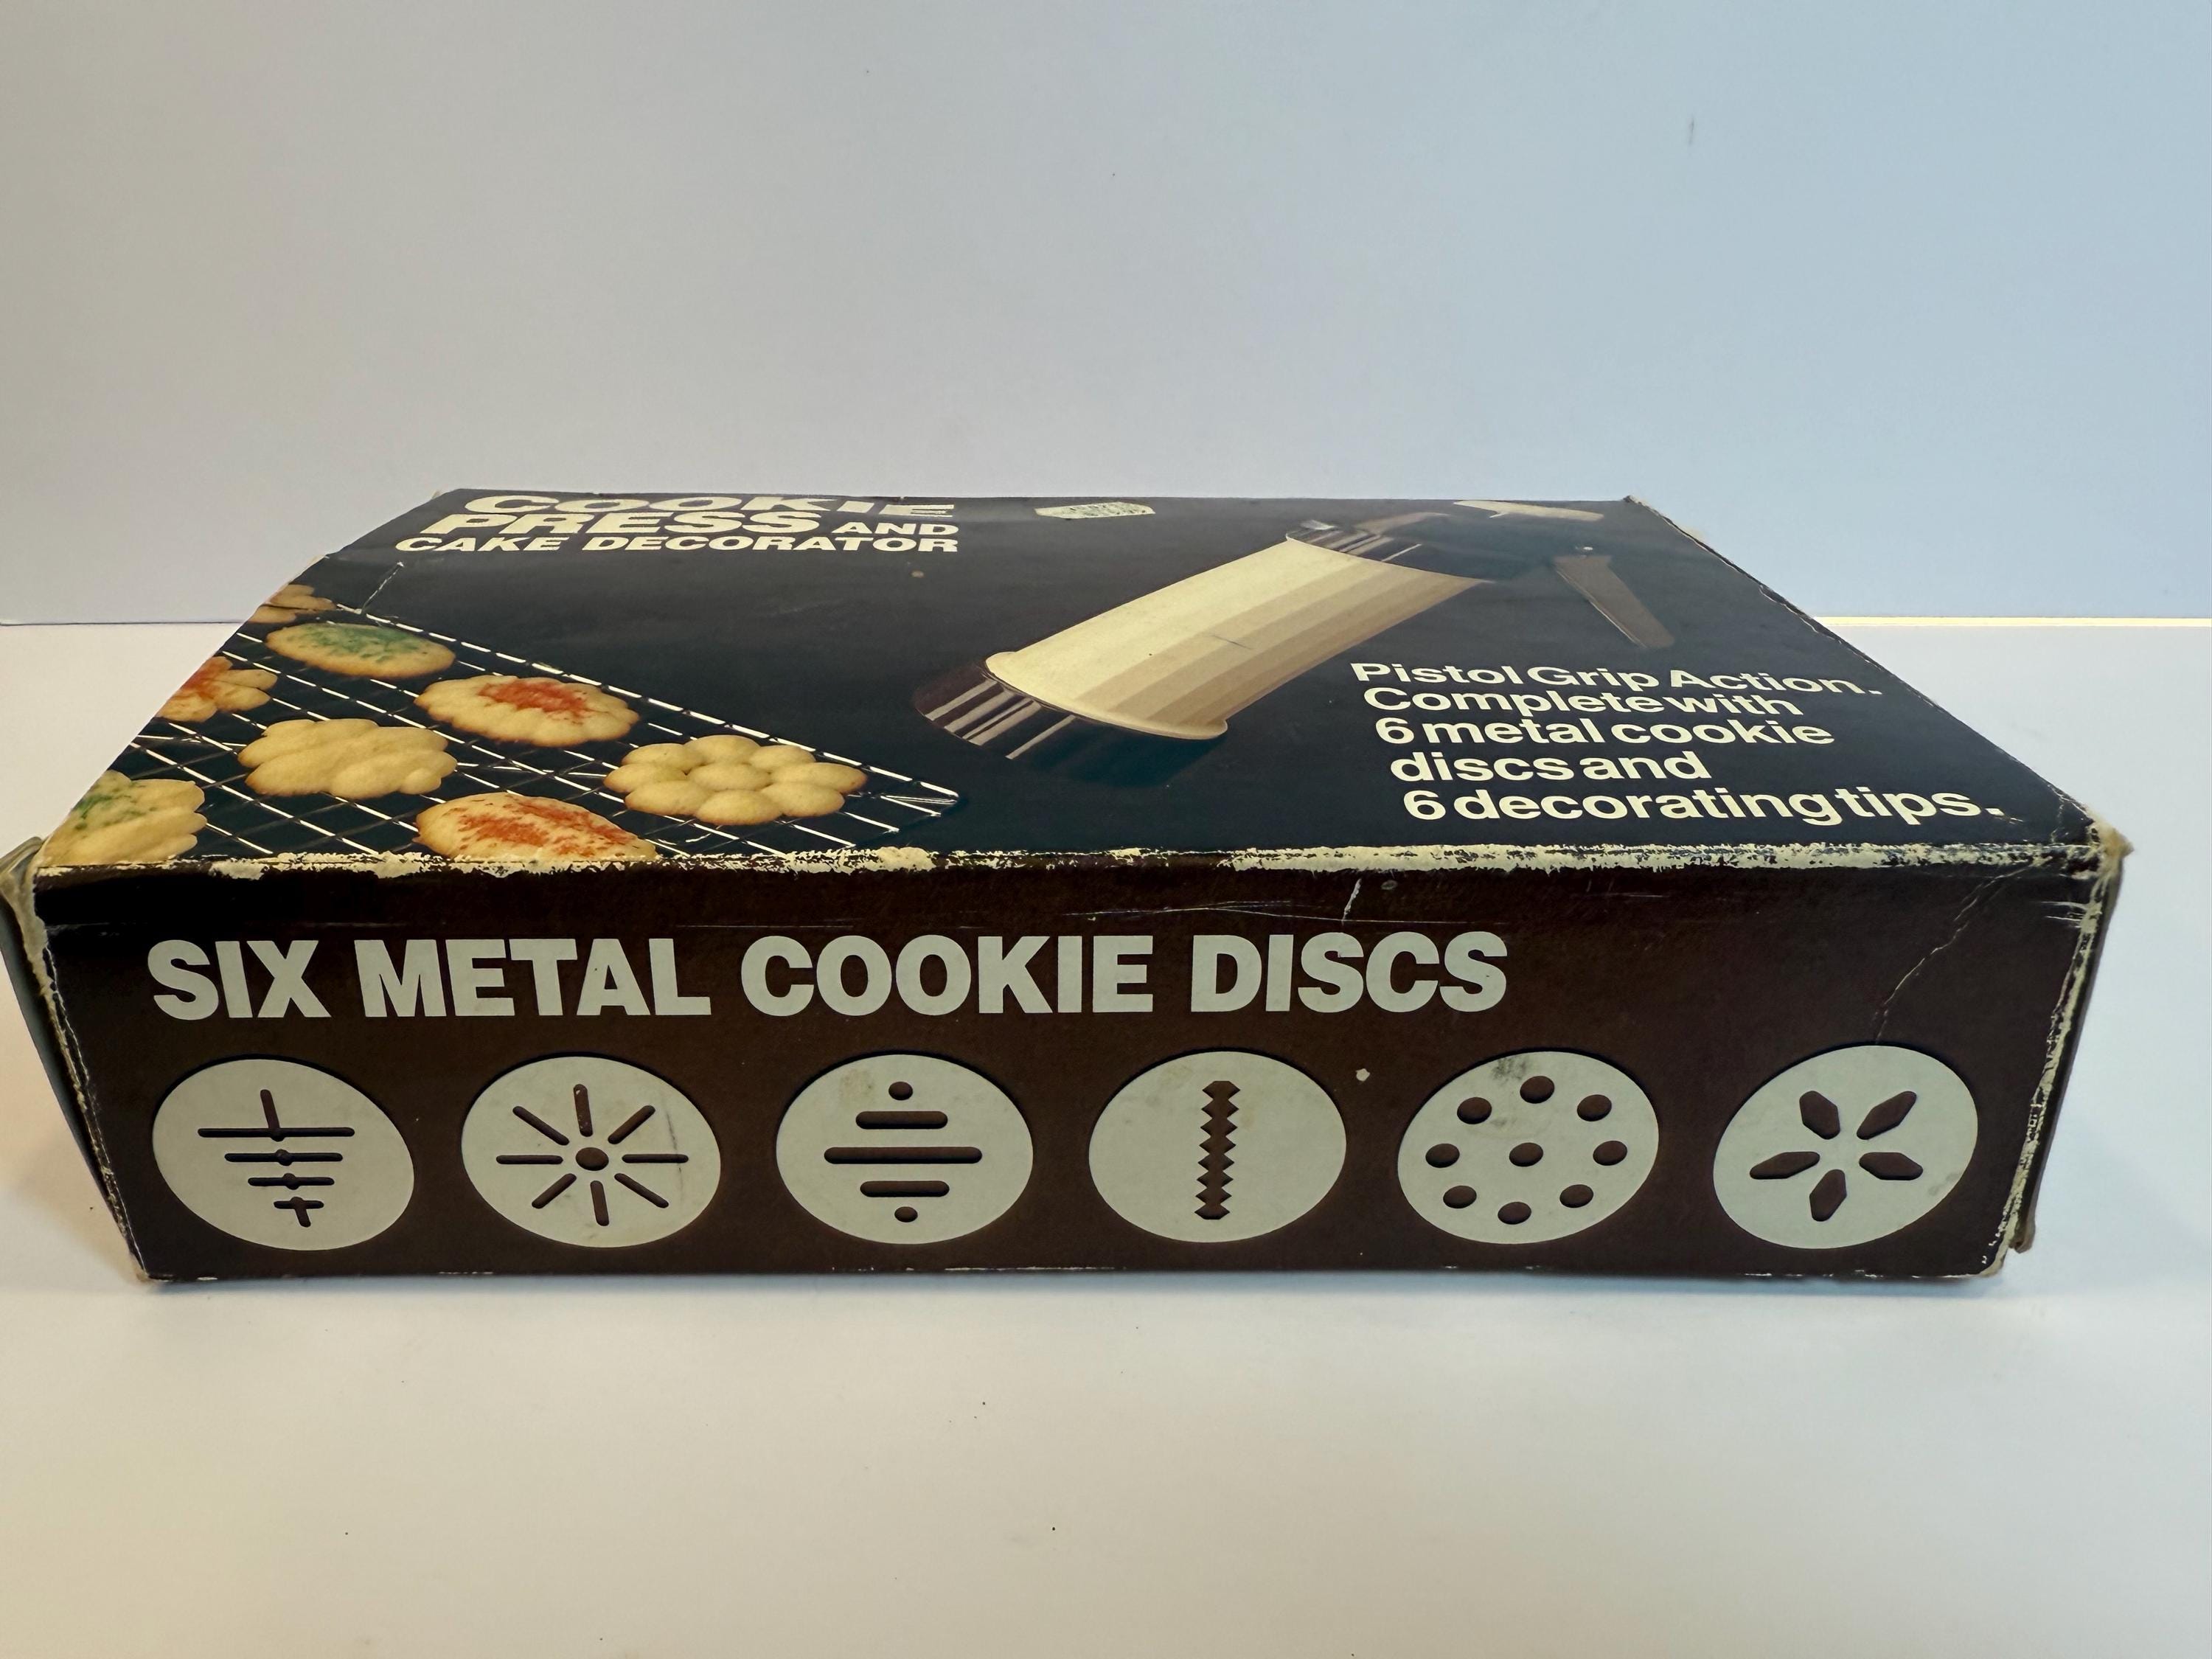 COOKIE
PRESS AND
CAKE DECORATOR
Pistol Grip Action.
Complete with
6 metal cookie
discs and
6 decorating tips.
SIX METAL COOKIE DISCS